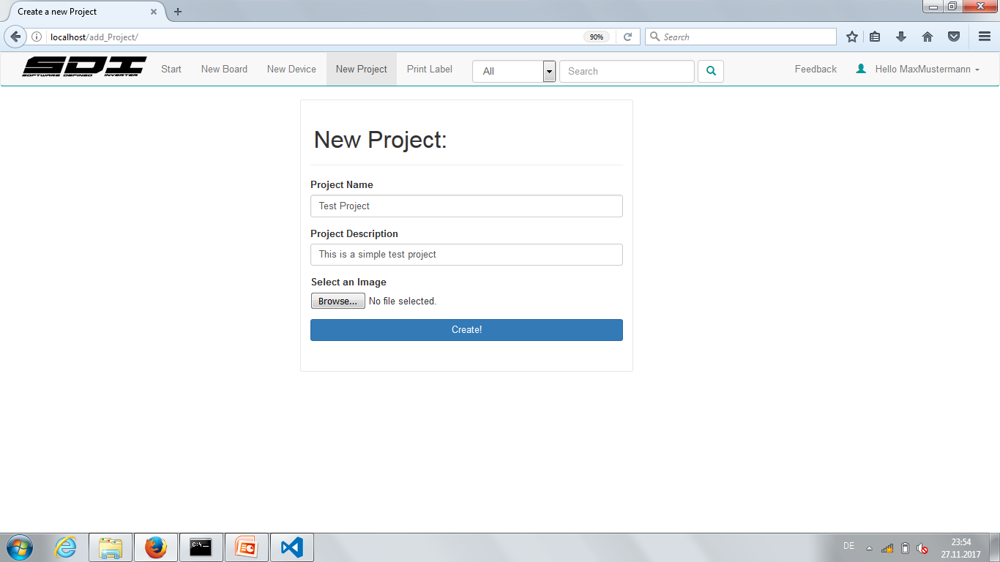 Create a new Project
localhost/add_Project/
90%
Search
SDI
SOFTWARE DEFINED INVERTER
Start
New Board
New Device
New Project
Print Label
All
Search
Feedback
Hello MaxMustermann
New Project:
Project Name
Test Project
Project Description
This is a simple test project
Select an Image
Browse... No file selected.
Create!
C:\_
DE
23:54
27.11.2017